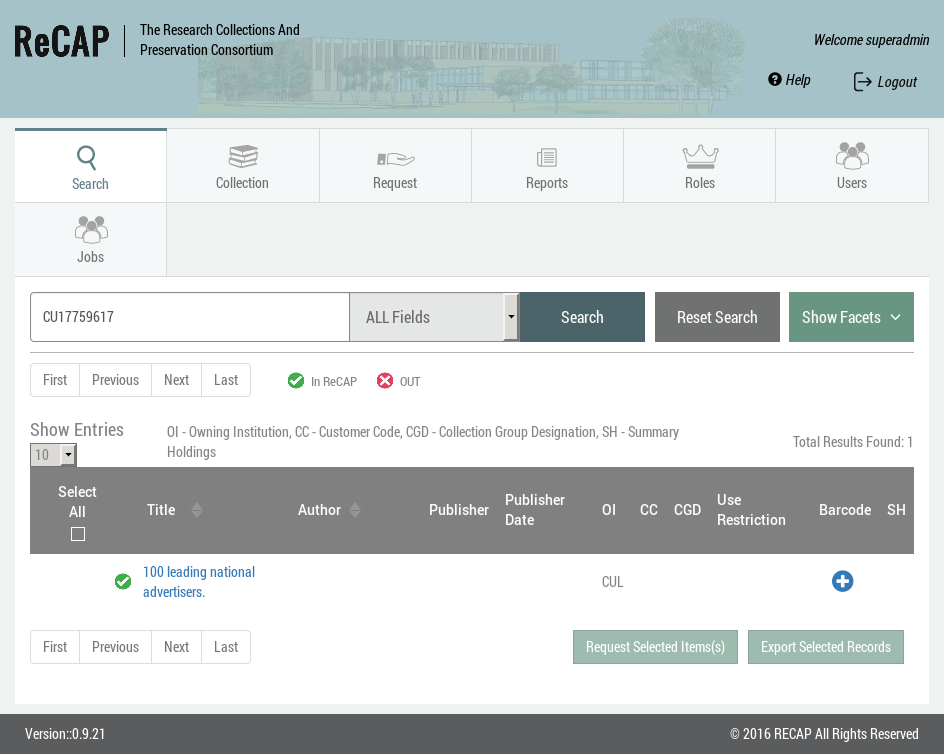 ReCAP
The Research Collections And
Preservation Consortium
Welcome superadmin
Help
Logout
Search
Collection
Request
Reports
Roles
Users
Jobs
CU17759617
ALL Fields
Search
Reset Search
Show Facets
First Previous Next Last
In ReCAP
OUT
Show Entries
10
OI - Owning Institution, CC - Customer Code, CGD - Collection Group Designation, SH - Summary
Holdings
Total Results Found: 1
Select
All
Title
Author
Publisher
Publisher
Date
OI
CC
CGD
Use
Restriction
Barcode
SH
100 leading national
advertisers.
CUL
First Previous Next Last
Request Selected Items(s)
Export Selected Records
Version::0.9.21
© 2016 RECAP All Rights Reserved